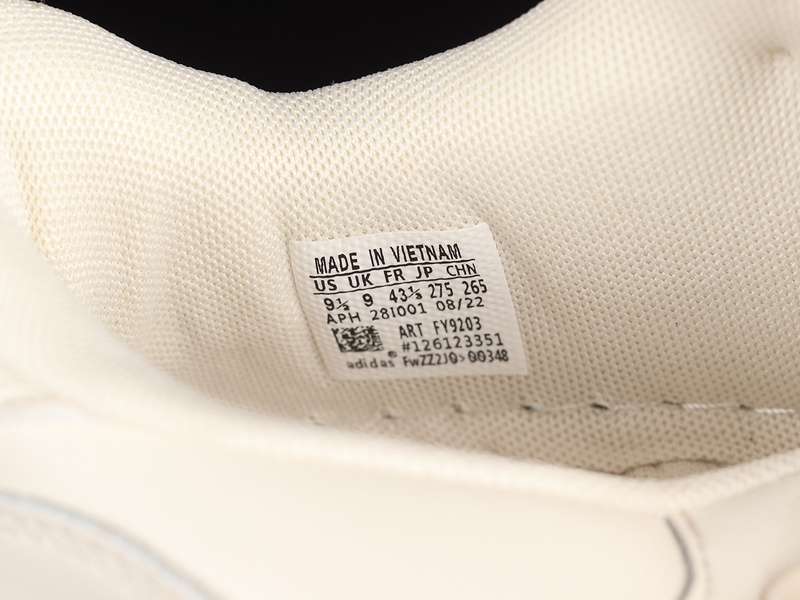 MADE IN VIETNAM
US UK FR JP CHN
9½ 9 43⅓ 275 265
APH 281001 08/22
ART FY9203
#126123351
adidas® FwZZ2JQ>00348